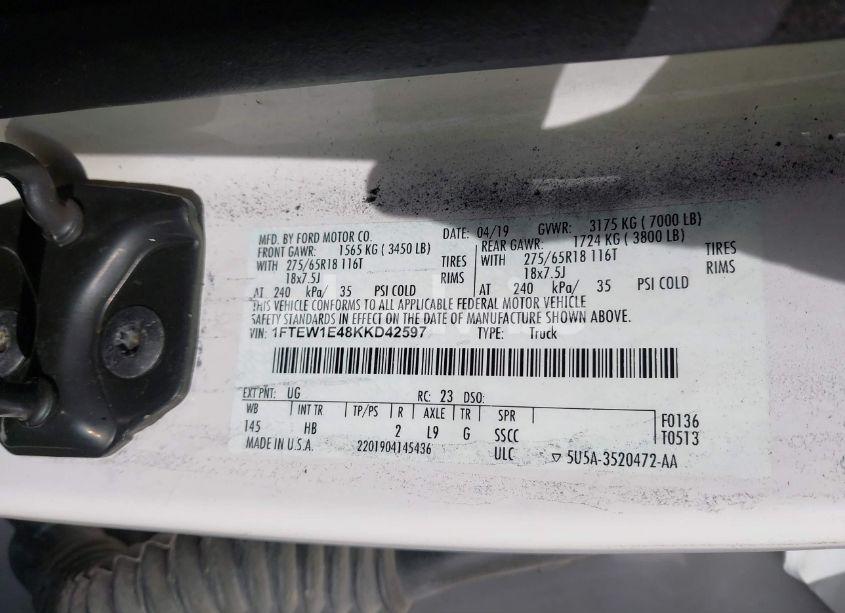 MFD. BY FORD MOTOR CO. DATE: 04/19 GVWR: 3175 KG ( 7000 LB)
FRONT GAWR: 1565 KG ( 3450 LB) REAR GAWR: 1724 KG ( 3800 LB)
WITH 275/65R18 116T TIRES WITH 275/65R18 116T TIRES
18x7.5J RIMS 18x7.5J RIMS
AT 240 kPa/ 35 PSI COLD AT 240 kPa/ 35 PSI COLD
THIS VEHICLE CONFORMS TO ALL APPLICABLE FEDERAL MOTOR VEHICLE
SAFETY STANDARDS IN EFFECT ON THE DATE OF MANUFACTURE SHOWN ABOVE.
VIN: 1FTEW1E48KKD42597 TYPE: Truck
EXT PNT: UG RC: 23 DSO:
WB INT TR TP/PS R AXLE TR SPR F0136
145 HB 2 L9 G SSCC T0513
MADE IN U.S.A. 2201904145436 ULC ▽ 5U5A-3520472-AA